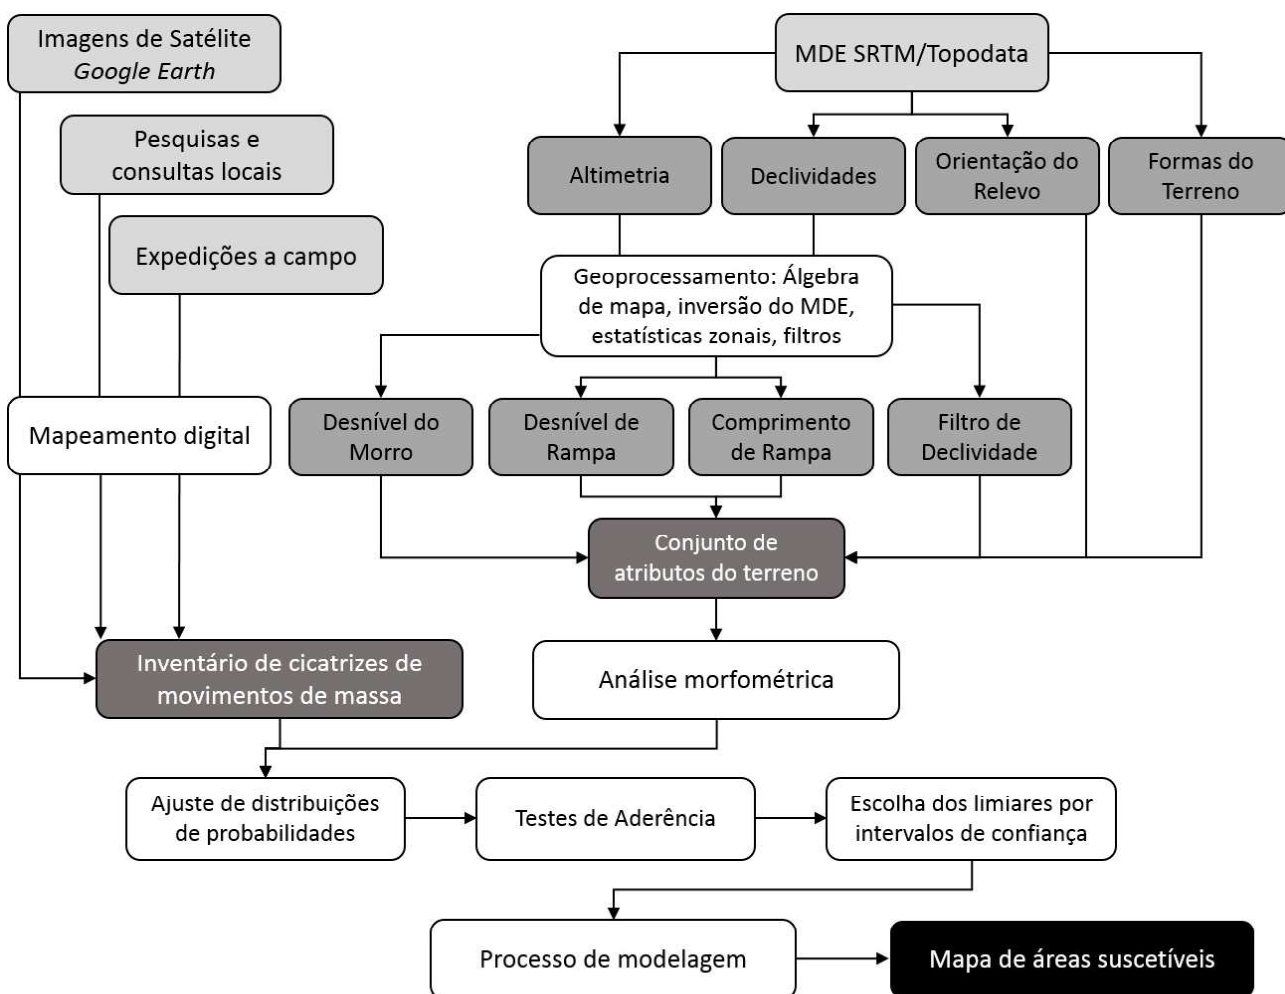 Imagens de Satélite
Google Earth
MDE SRTM/Topodata
Pesquisas e
consultas locais
Altimetria
Declividades
Orientação do
Relevo
Formas do
Terreno
Expedições a campo
Geoprocessamento: Álgebra
de mapa, inversão do MDE,
estatísticas zonais, filtros
Mapeamento digital
Desnível do
Morro
Desnível de
Rampa
Comprimento
de Rampa
Filtro de
Declividade
Conjunto de
atributos do terreno
Inventário de cicatrizes de
movimentos de massa
Análise morfométrica
Ajuste de distribuições
de probabilidades
Testes de Aderência
Escolha dos limiares por
intervalos de confiança
Processo de modelagem
Mapa de áreas suscetíveis